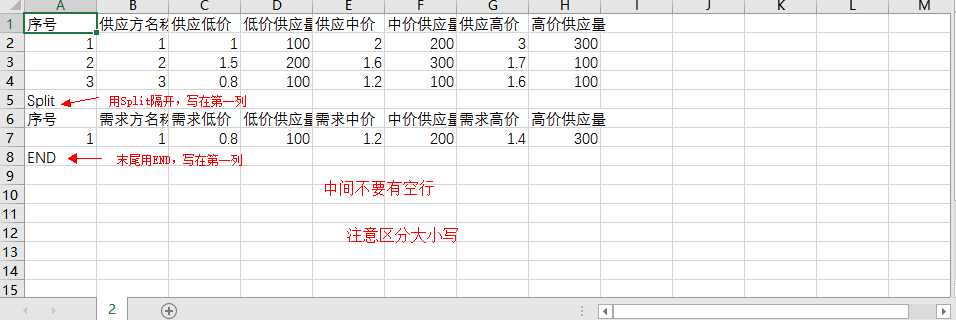 A B C D E F G H I J K L M
1 序号 供应方名称 供应低价 低价供应量 供应中价 中价供应量 供应高价 高价供应量
2 1 1 1 100 2 200 3 300
3 2 2 1.5 200 1.6 300 1.7 100
4 3 3 0.8 100 1.2 100 1.6 100
5 Split 用Split隔开，写在第一列
6 序号 需求方名称 需求低价 低价供应量 需求中价 中价供应量 需求高价 高价供应量
7 1 1 0.8 100 1.2 200 1.4 300
8 END 末尾用END，写在第一列
9 中间不要有空行
10
11
12 注意区分大小写
13
14
15
2